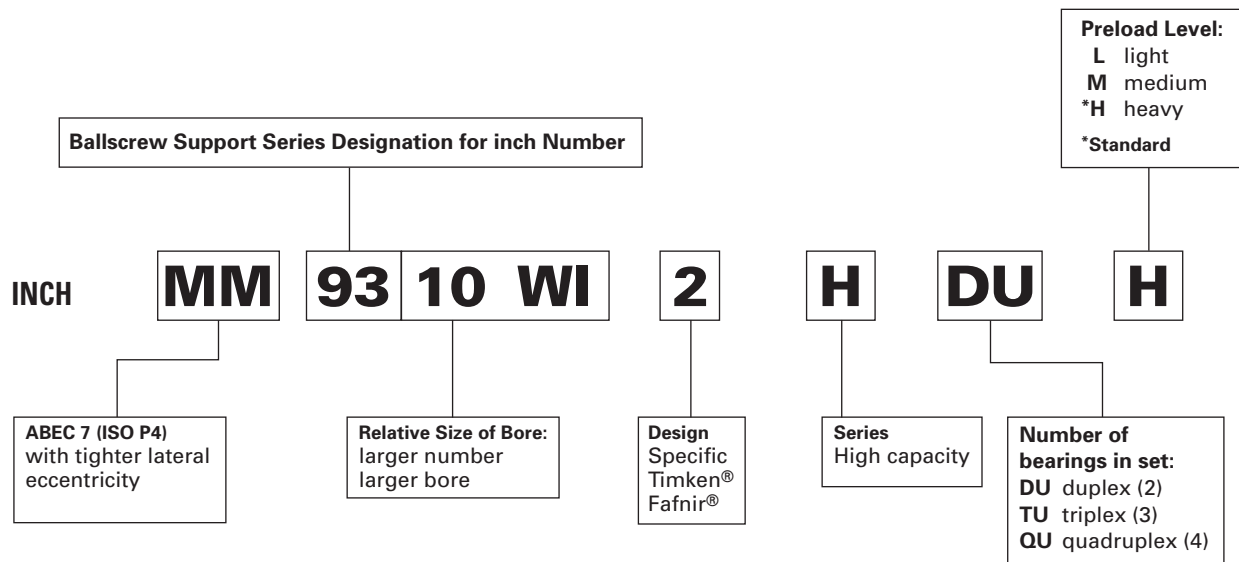 Preload Level:
L light
M medium
*H heavy
*Standard
Ballscrew Support Series Designation for inch Number
INCH MM 93 10 WI 2 H DU H
ABEC 7 (ISO P4)
with tighter lateral
eccentricity
Relative Size of Bore:
larger number
larger bore
Design
Specific
Timken®
Fafnir®
Series
High capacity
Number of
bearings in set:
DU duplex (2)
TU triplex (3)
QU quadruplex (4)